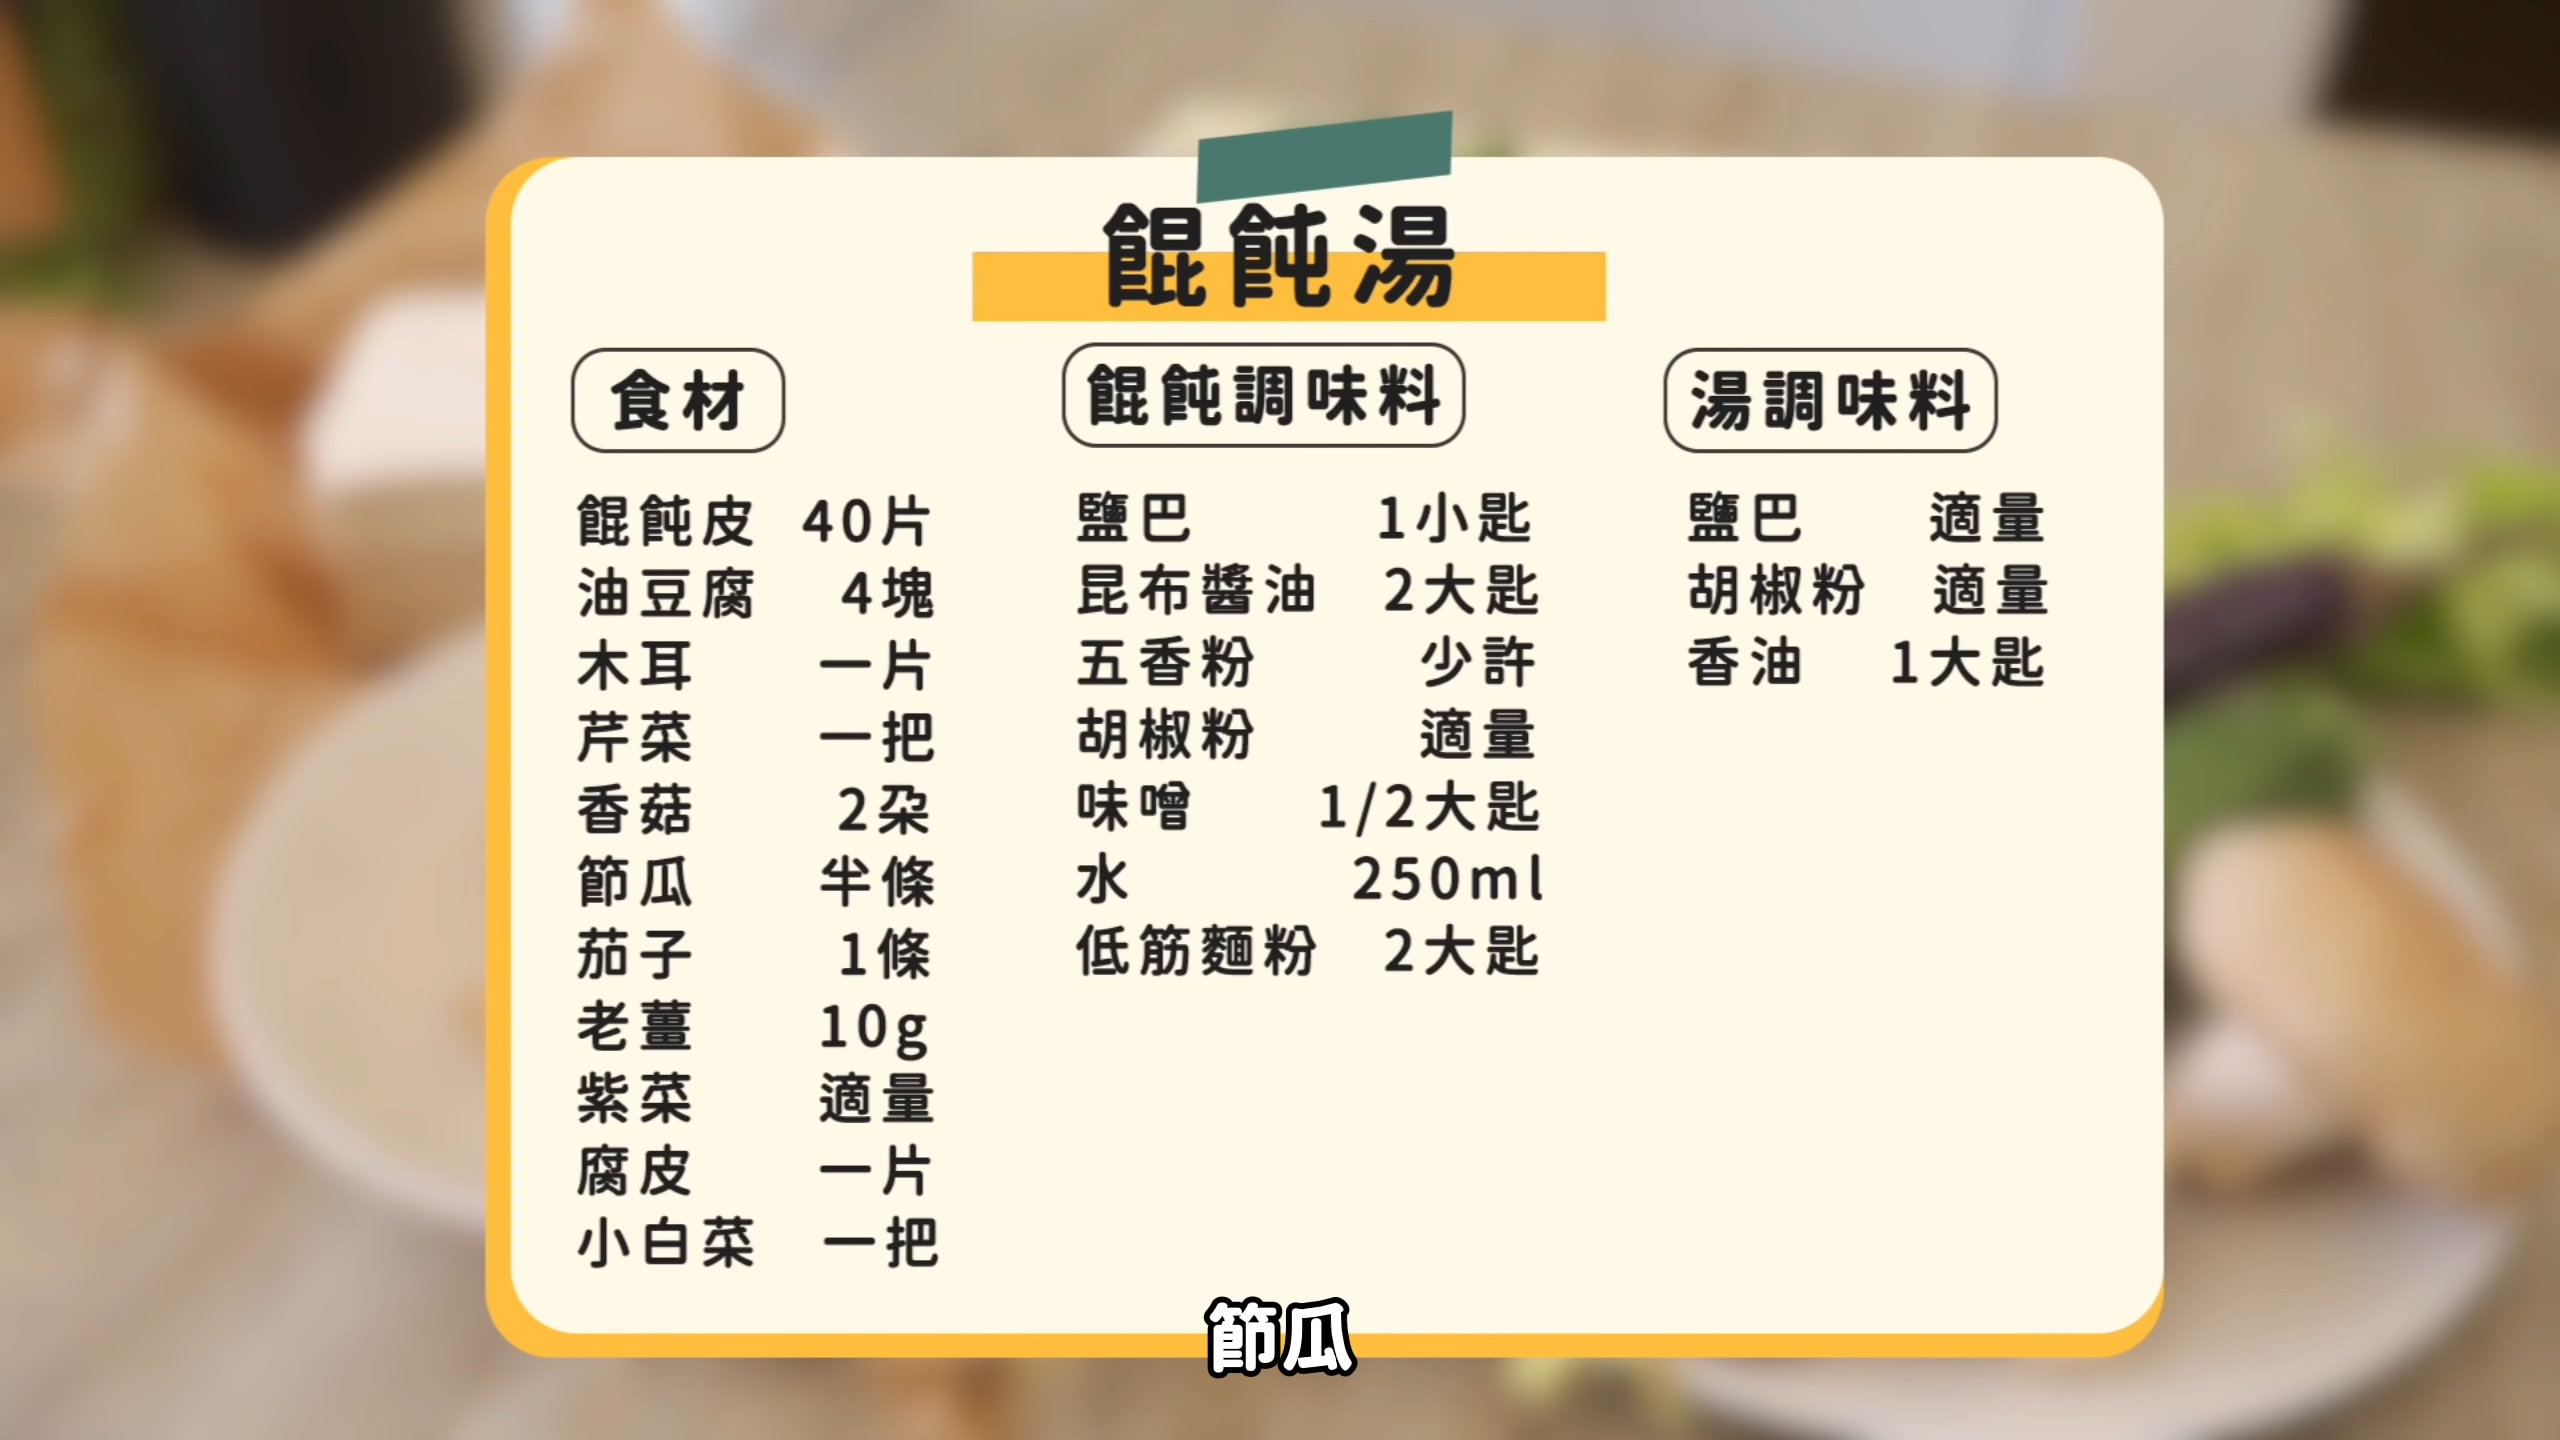 餛飩湯
食材
餛飩皮 40片
油豆腐 4塊
木耳 一片
芹菜 一把
香菇 2朶
節瓜 半條
茄子 1條
老薑 10g
紫菜 適量
腐皮 一片
小白菜 一把
餛飩調味料
鹽巴 1小匙
昆布醬油 2大匙
五香粉 少許
胡椒粉 適量
味噌 1/2大匙
水 250ml
低筋麵粉 2大匙
湯調味料
鹽巴 適量
胡椒粉 適量
香油 1大匙
節瓜